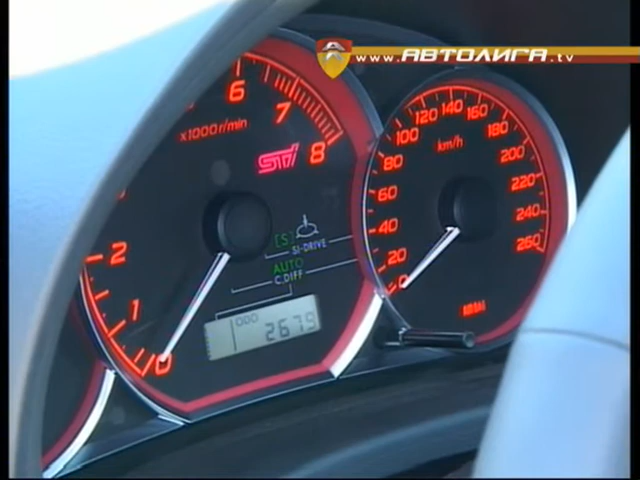 www.АВТОЛИГА.tv
6
7
8
x1000r/min
STI
2
1
0
[S]
SI-DRIVE
AUTO
C.DIFF
ODO
2679
0
20
40
60
80
100
120
140
160
180
200
220
240
260
km/h